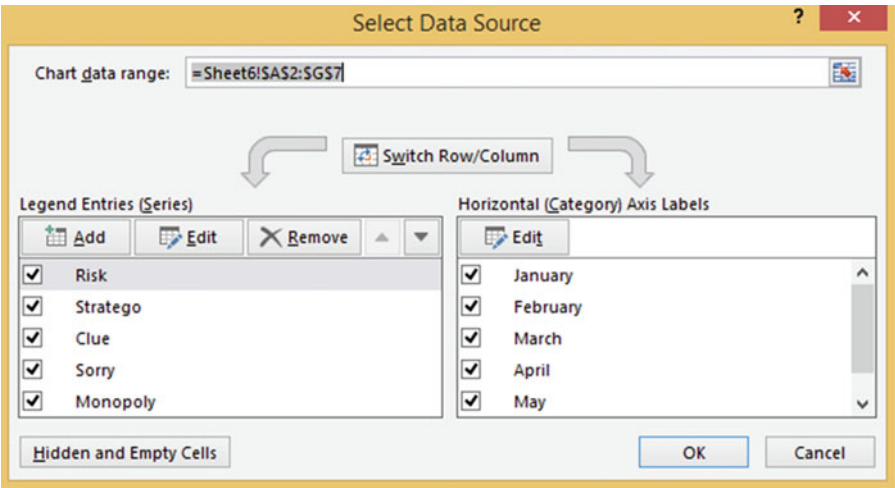 Select Data Source ? ×
Chart data range: =Sheet6!$A$2:$G$7
Switch Row/Column
Legend Entries (Series)
Add Edit Remove
Risk
Stratego
Clue
Sorry
Monopoly
Horizontal (Category) Axis Labels
Edit
January
February
March
April
May
Hidden and Empty Cells
OK Cancel